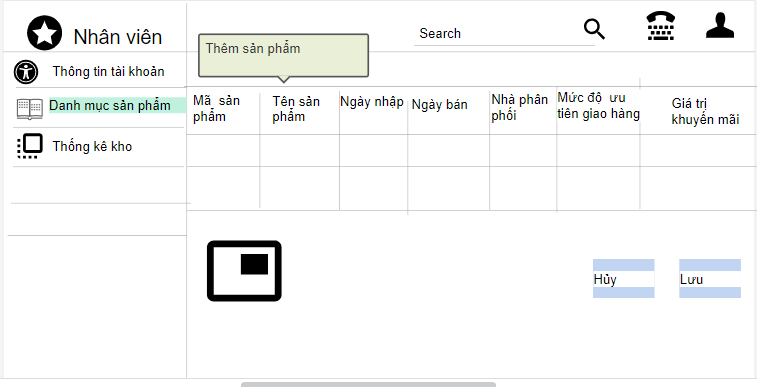 Nhân viên
Thêm sản phẩm
Search
Thông tin tài khoản
Danh mục sản phẩm
Thống kê kho
Mã sản
phẩm
Tên sản
phẩm
Ngày nhập
Ngày bán
Nhà phân
phối
Mức độ ưu
tiên giao hàng
Giá trị
khuyến mãi
Hủy
Lưu